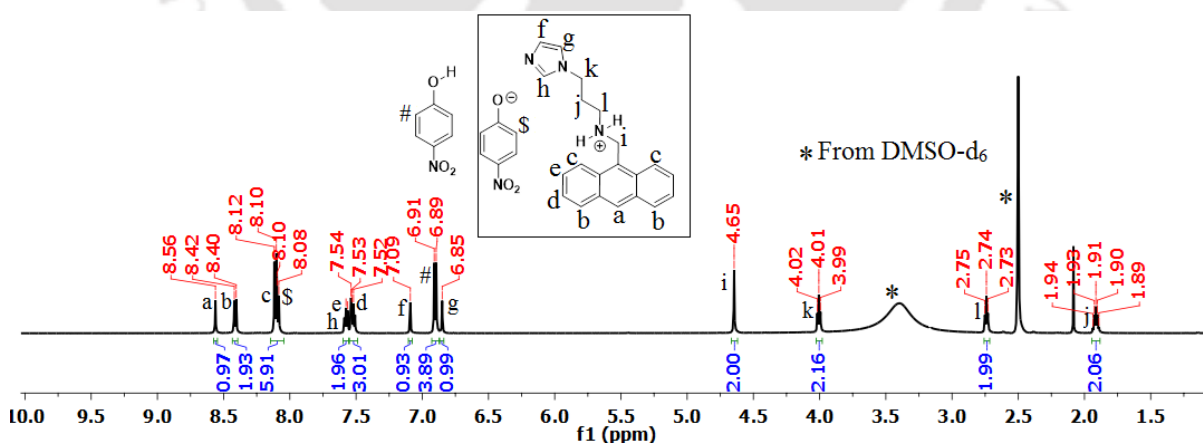 f
g
N
N
h
k
j
l
H
N
H
⊕
i
c
c
e
d
b
a
b
O
H
#
NO₂
O⊖
$
NO₂
* From DMSO-d₆
*
*
8.56
8.42
8.40
8.12
8.10
8.10
8.08
7.54
7.53
7.52
7.09
6.91
6.89
6.85
4.65
4.02
4.01
3.99
2.75
2.74
2.73
1.94
1.93
1.91
1.90
1.89
a
b
c
$
h
e
d
f
#
g
i
k
l
j
0.97
1.93
5.91
1.96
3.01
0.93
3.89
0.99
2.00
2.16
1.99
2.06
10.0 9.5 9.0 8.5 8.0 7.5 7.0 6.5 6.0 5.5 5.0 4.5 4.0 3.5 3.0 2.5 2.0 1.5
f1 (ppm)